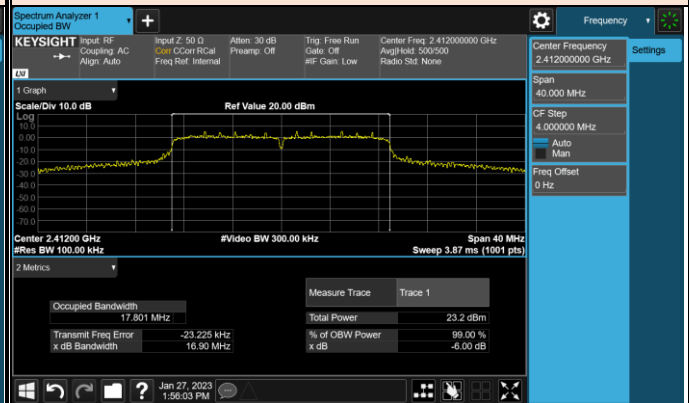 Spectrum Analyzer 1
Occupied BW
+
Frequency
KEYSIGHT
Input: RF
Coupling: AC
Align: Auto
Input Z: 50 Ω
Corr CCorr RCal
Freq Ref: Internal
Atten: 30 dB
Preamp: Off
Trig: Free Run
Gate: Off
#IF Gain: Low
Center Freq: 2.412000000 GHz
Avg|Hold: 500/500
Radio Std: None
LXI
Center Frequency
2.412000000 GHz
Settings
Span
40.000 MHz
CF Step
4.000000 MHz
Auto
Man
Freq Offset
0 Hz
1 Graph
Scale/Div 10.0 dB
Ref Value 20.00 dBm
Log
10.0
0.00
-10.0
-20.0
-30.0
-40.0
-50.0
-60.0
-70.0
Center 2.41200 GHz
#Video BW 300.00 kHz
Span 40 MHz
#Res BW 100.00 kHz
Sweep 3.87 ms (1001 pts)
2 Metrics
Measure Trace
Trace 1
Occupied Bandwidth
17.801 MHz
Total Power
23.2 dBm
Transmit Freq Error
-23.225 kHz
% of OBW Power
99.00 %
x dB Bandwidth
16.90 MHz
x dB
-6.00 dB
?
Jan 27, 2023
1:56:03 PM